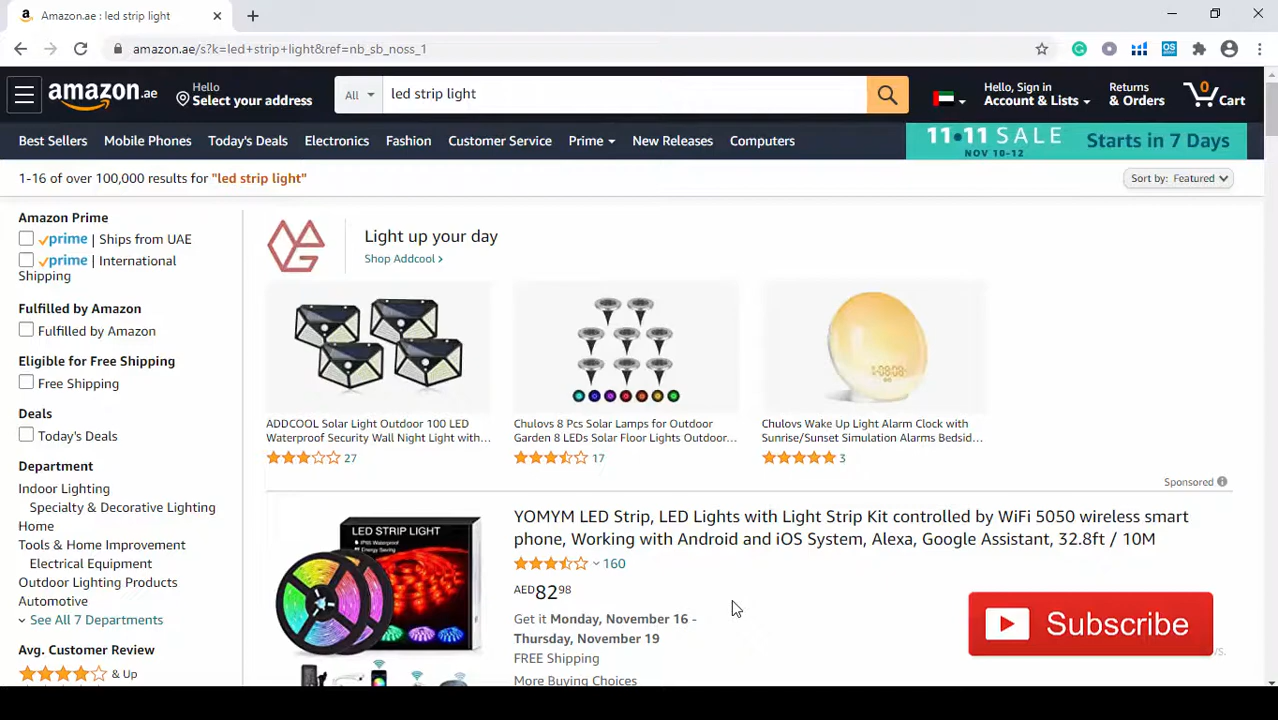 Amazon.ae : led strip light
amazon.ae/s?k=led+strip+light&ref=nb_sb_noss_1
amazon.ae
Hello
Select your address
All
led strip light
Hello, Sign in
Account & Lists
Returns
& Orders
0
Cart
Best Sellers Mobile Phones Today's Deals Electronics Fashion Customer Service Prime New Releases Computers
11•11 SALE
NOV 10-12
Starts in 7 Days
1-16 of over 100,000 results for "led strip light"
Sort by: Featured
Amazon Prime
prime | Ships from UAE
prime | International
Shipping
Fulfilled by Amazon
Fulfilled by Amazon
Eligible for Free Shipping
Free Shipping
Deals
Today's Deals
Department
Indoor Lighting
Specialty & Decorative Lighting
Home
Tools & Home Improvement
Electrical Equipment
Outdoor Lighting Products
Automotive
See All 7 Departments
Avg. Customer Review
& Up
Light up your day
Shop Addcool ›
08:08
ADDCOOL Solar Light Outdoor 100 LED
Waterproof Security Wall Night Light with...
27
Chulovs 8 Pcs Solar Lamps for Outdoor
Garden 8 LEDs Solar Floor Lights Outdoor...
17
Chulovs Wake Up Light Alarm Clock with
Sunrise/Sunset Simulation Alarms Bedsid...
3
Sponsored
LED STRIP LIGHT
IP65 Waterproof
Energy Saving
YOMYM LED Strip, LED Lights with Light Strip Kit controlled by WiFi 5050 wireless smart
phone, Working with Android and iOS System, Alexa, Google Assistant, 32.8ft / 10M
160
AED8298
Get it Monday, November 16 -
Thursday, November 19
FREE Shipping
More Buying Choices
Subscribe